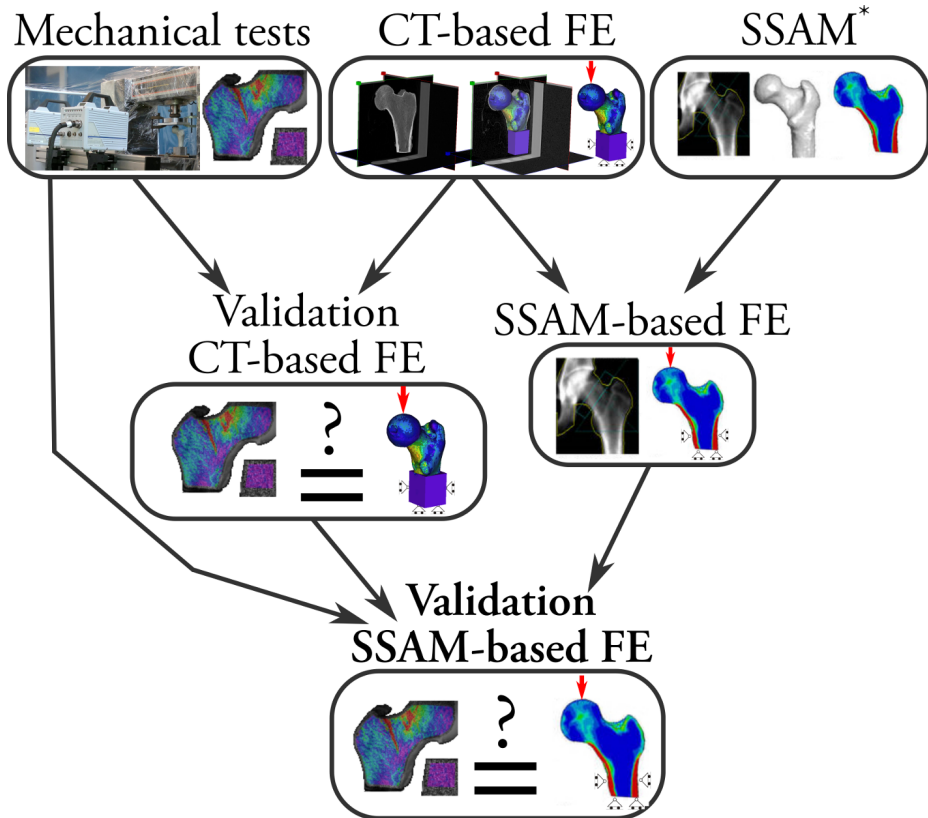 Mechanical tests
CT-based FE
SSAM*
Validation
CT-based FE
SSAM-based FE
?
Validation
SSAM-based FE
?